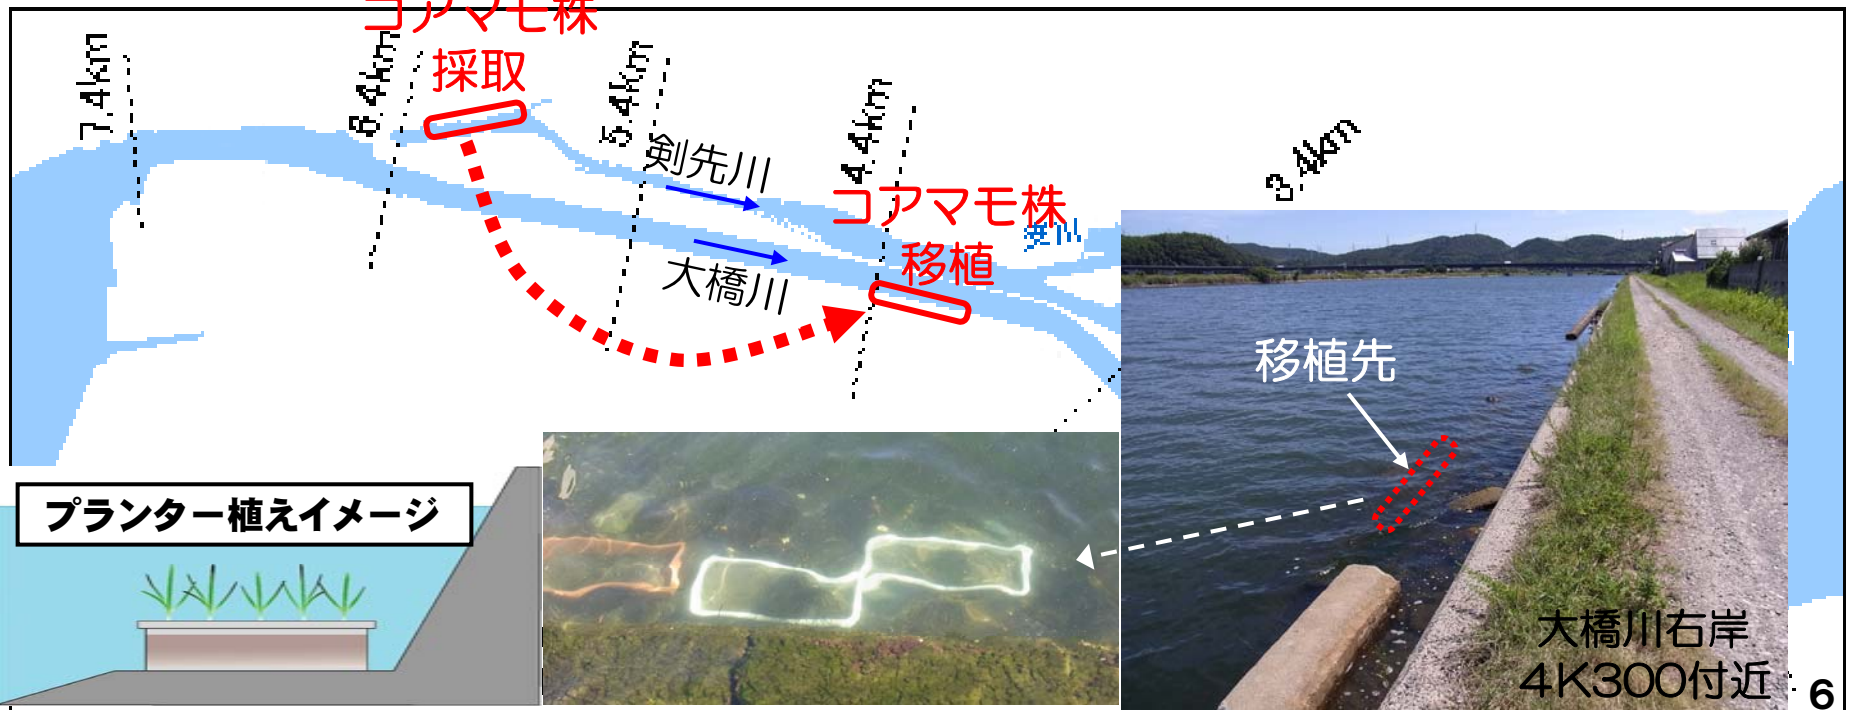 コアマモ株
採取
7.4km
6.4km
5.4km
4.4km
3.4km
剣先川
大橋川
コアマモ株
移植
移植先
プランター植えイメージ
大橋川右岸
4K300付近
6